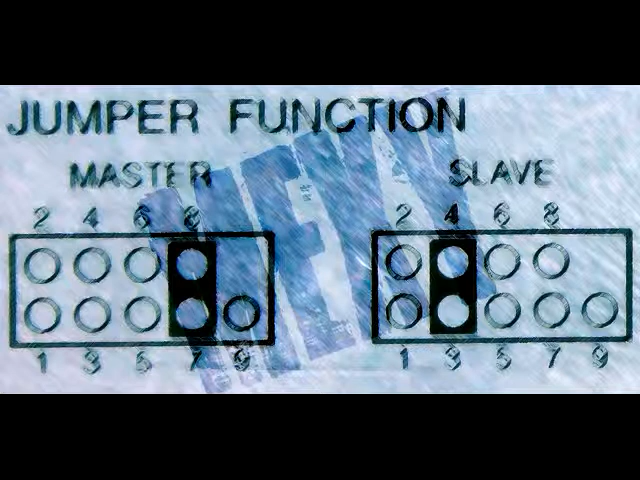 JUMPER FUNCTION
MASTER SLAVE
2 4 6 8 2 4 6 8
1 3 5 7 9 1 3 5 7 9